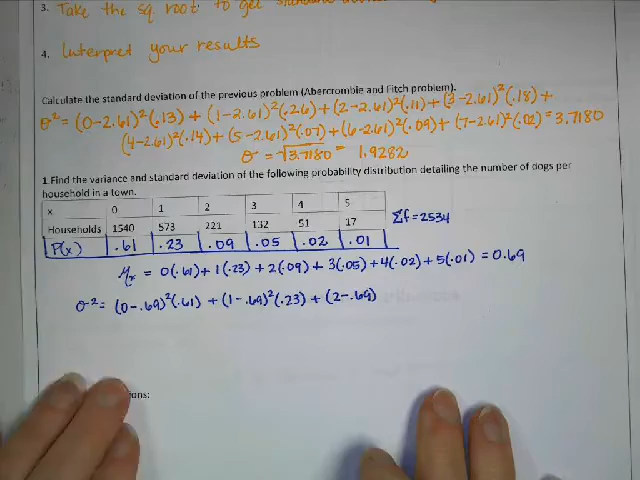 3. Take the sq root to get
4. Interpret your results
Calculate the standard deviation of the previous problem (Abercrombie and Fitch problem).
σ² = (0-2.61)²(.13) + (1-2.61)²(.26) + (2-2.61)²(.11) + (3-2.61)²(.18) +
(4-2.61)²(.14) + (5-2.61)²(.07) + (6-2.61)²(.09) + (7-2.61)²(.02) = 3.7180
σ = √3.7180 = 1.9282
1. Find the variance and standard deviation of the following probability distribution detailing the number of dogs per
household in a town.
x 0 1 2 3 4 5
Households 1540 573 221 132 51 17 Σf = 2534
P(x) .61 .23 .09 .05 .02 .01
μₓ = 0(.61) + 1(.23) + 2(.09) + 3(.05) + 4(.02) + 5(.01) = 0.69
σ² = (0-.69)²(.61) + (1-.69)²(.23) + (2-.69)
ons: